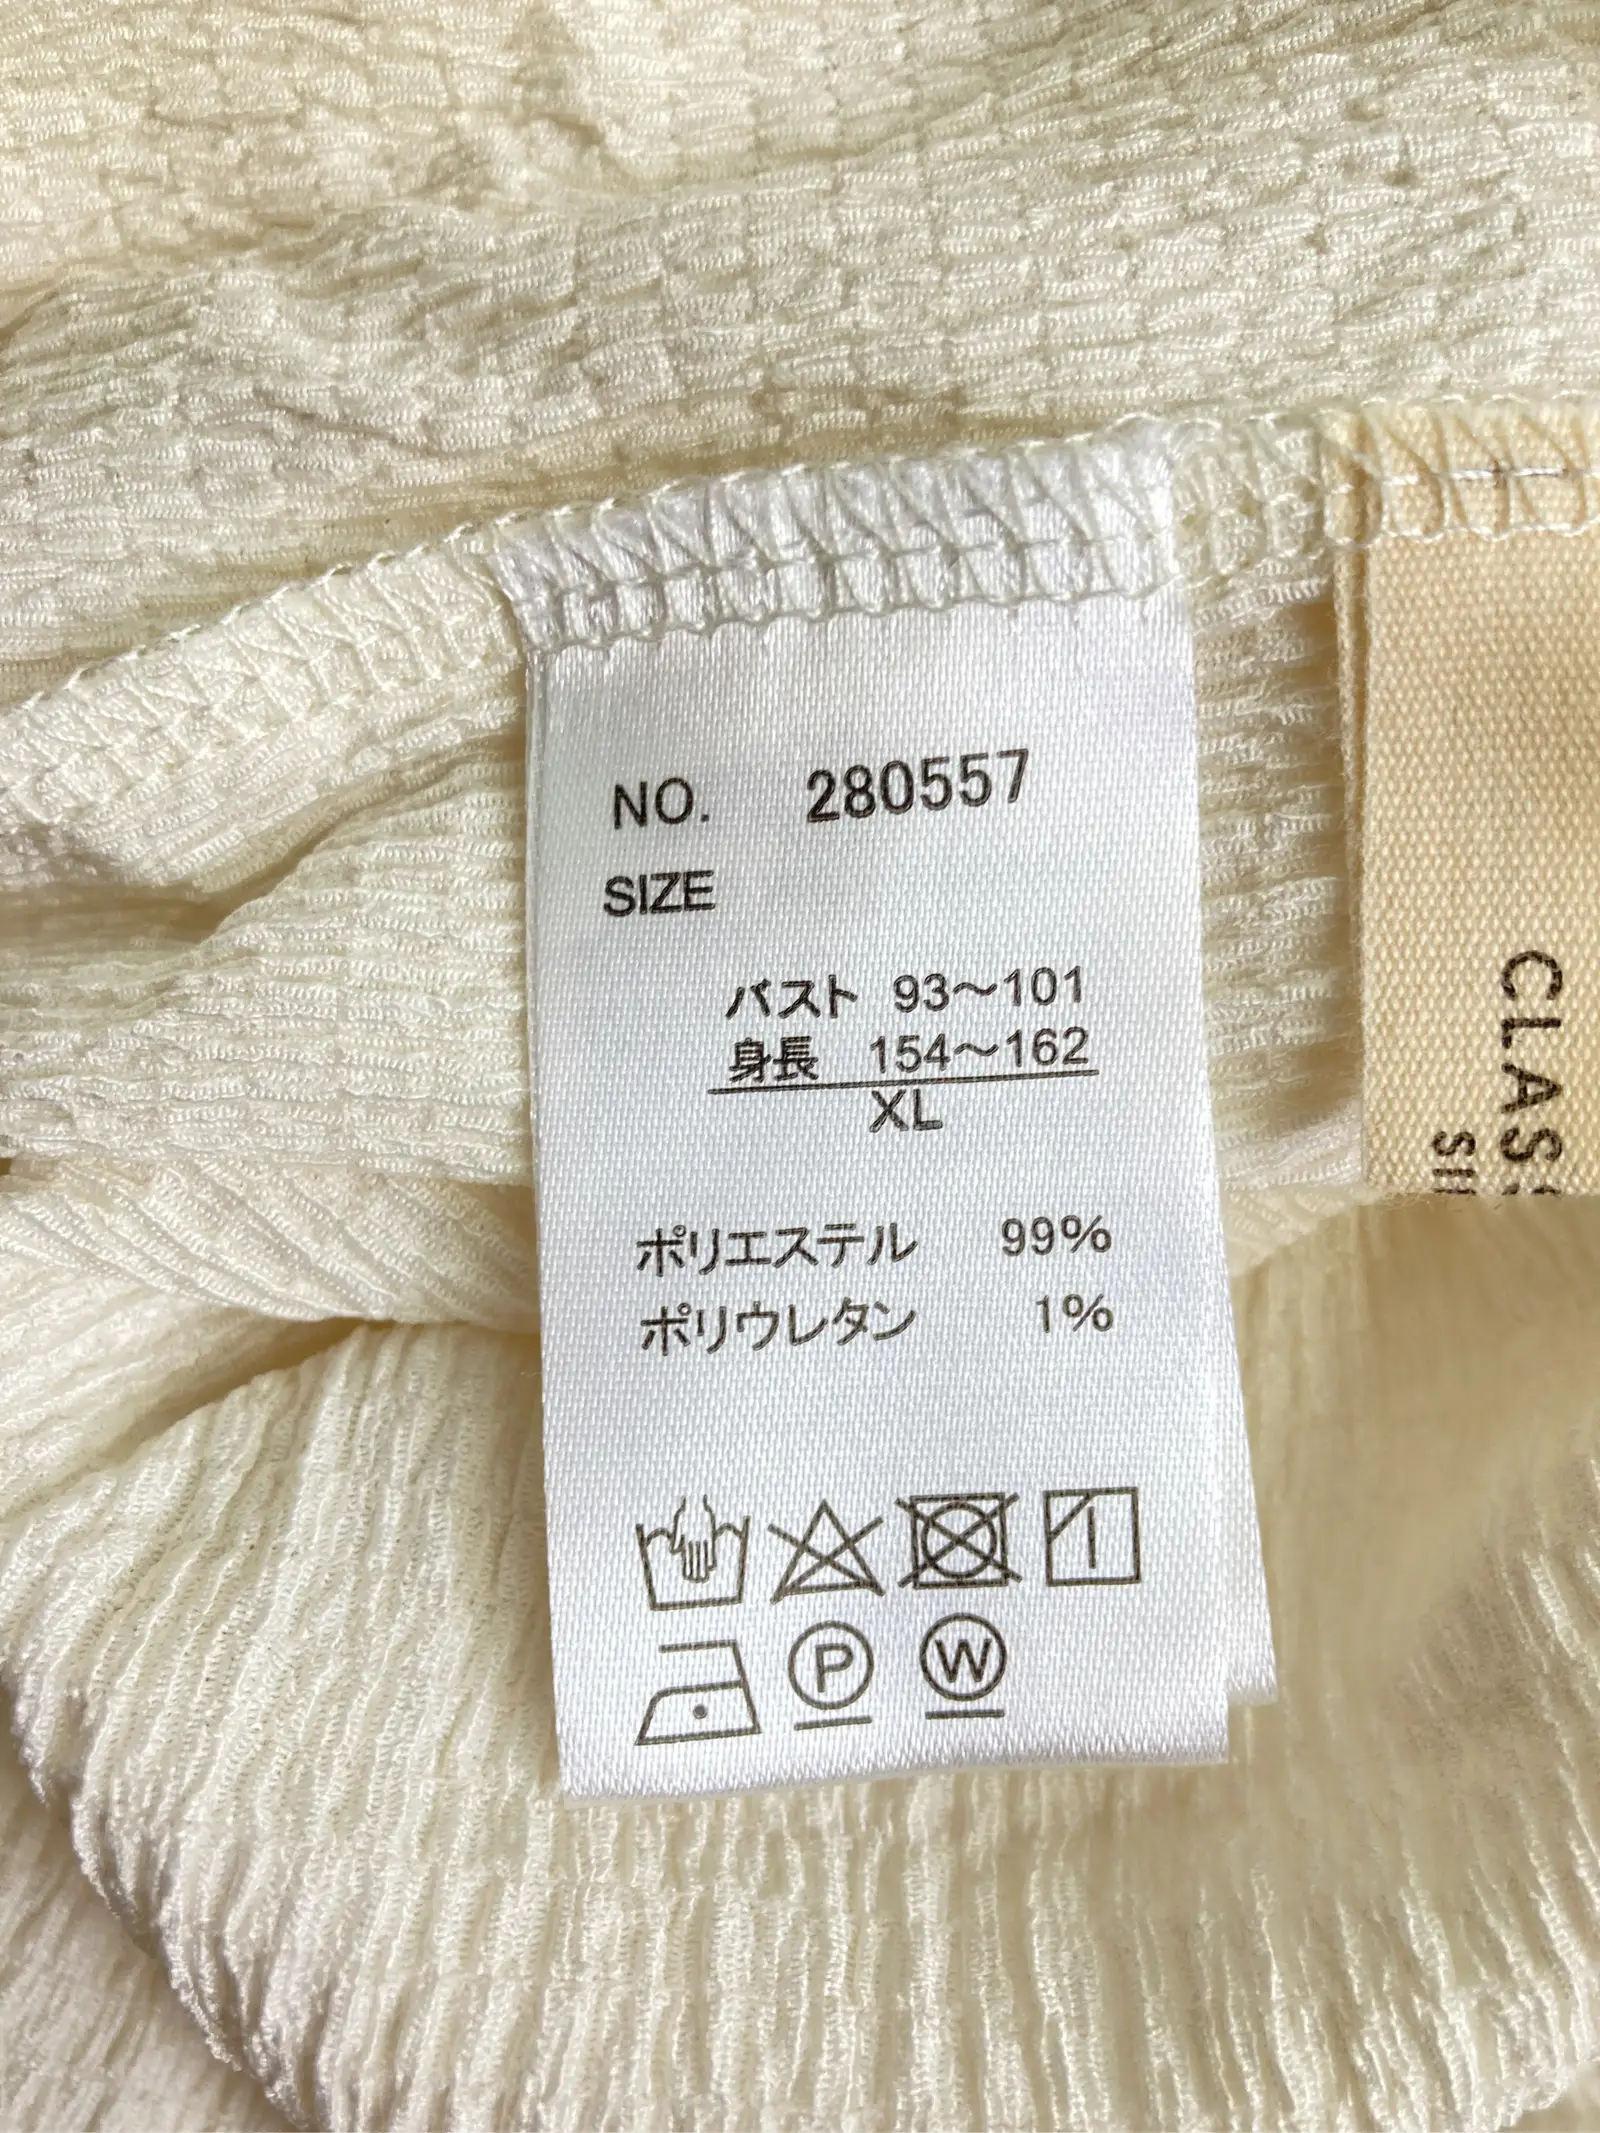 NO. 280557
SIZE
バスト 93〜101
身長 154〜162
XL
ポリエステル 99%
ポリウレタン 1%
P
W